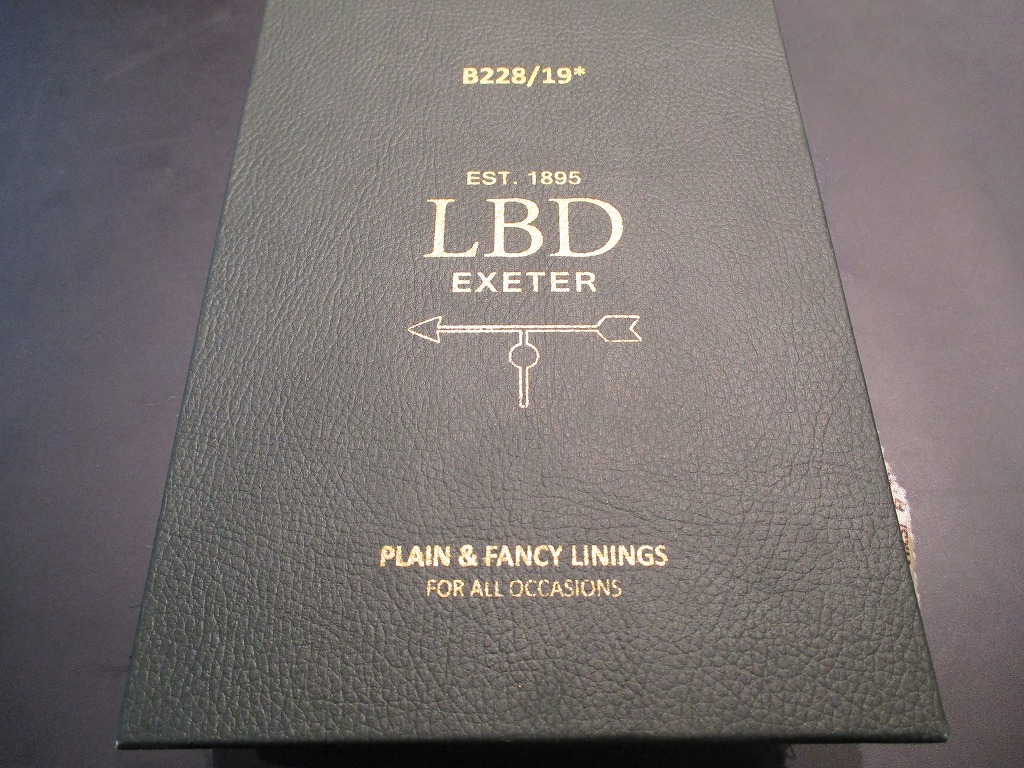 B228/19*
EST. 1895
LBD
EXETER
PLAIN & FANCY LININGS
FOR ALL OCCASIONS